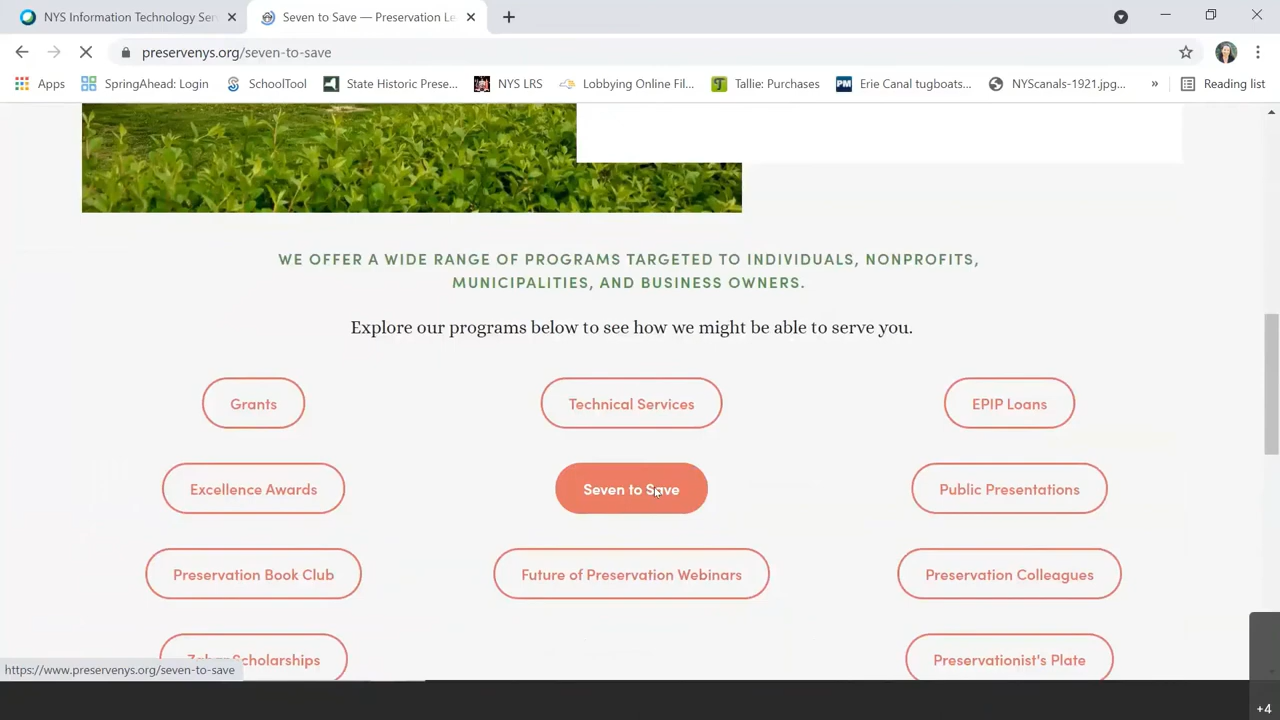 NYS Information Technology Ser
Seven to Save — Preservation Le
preservenys.org/seven-to-save
Apps
SpringAhead: Login
SchoolTool
State Historic Prese...
NYS LRS
Lobbying Online Fil...
Tallie: Purchases
PM
Erie Canal tugboats...
NYScanals-1921.jpg...
»
Reading list
WE OFFER A WIDE RANGE OF PROGRAMS TARGETED TO INDIVIDUALS, NONPROFITS,
MUNICIPALITIES, AND BUSINESS OWNERS.
Explore our programs below to see how we might be able to serve you.
Grants
Technical Services
EPIP Loans
Excellence Awards
Seven to Save
Public Presentations
Preservation Book Club
Future of Preservation Webinars
Preservation Colleagues
Scholarships
Preservationist's Plate
https://www.preservenys.org/seven-to-save
+4